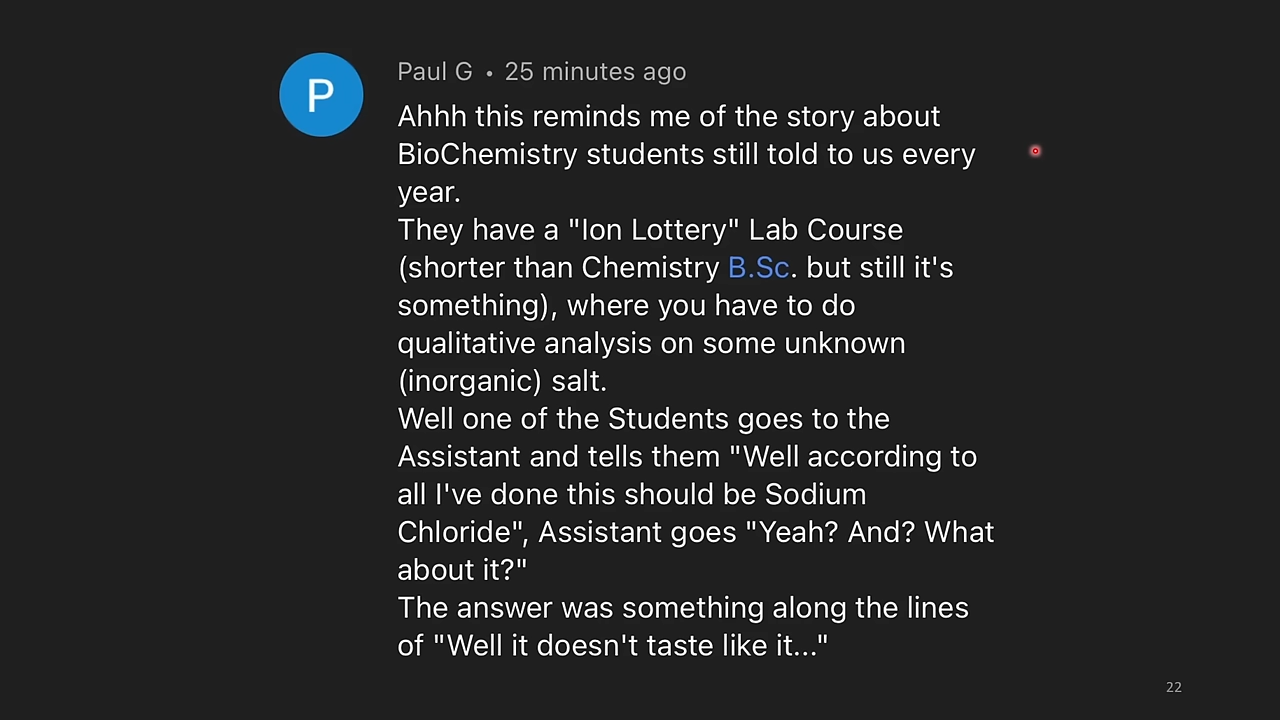 P
Paul G • 25 minutes ago
Ahhh this reminds me of the story about
BioChemistry students still told to us every
year.
They have a "Ion Lottery" Lab Course
(shorter than Chemistry B.Sc. but still it's
something), where you have to do
qualitative analysis on some unknown
(inorganic) salt.
Well one of the Students goes to the
Assistant and tells them "Well according to
all I've done this should be Sodium
Chloride", Assistant goes "Yeah? And? What
about it?"
The answer was something along the lines
of "Well it doesn't taste like it..."
22